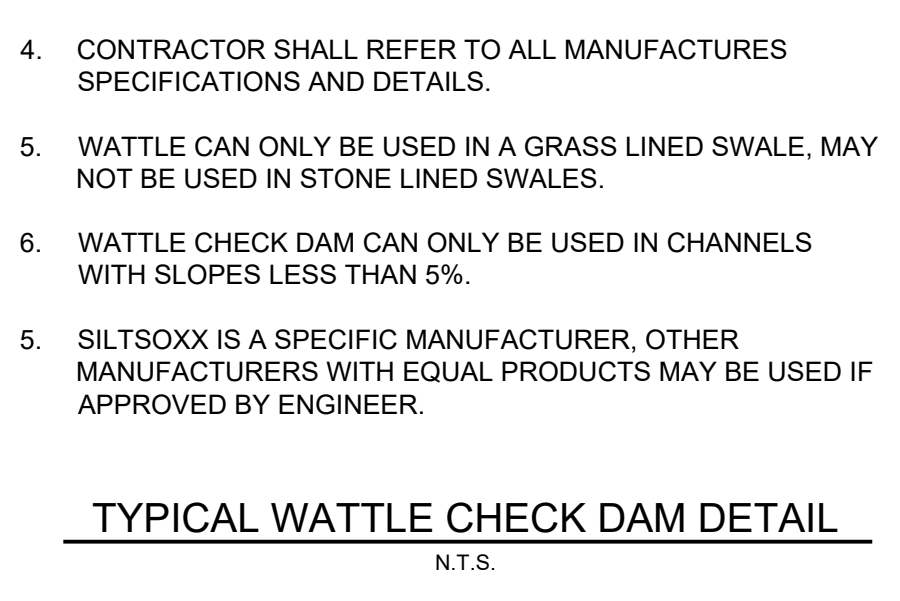 4. CONTRACTOR SHALL REFER TO ALL MANUFACTURES
SPECIFICATIONS AND DETAILS.
5. WATTLE CAN ONLY BE USED IN A GRASS LINED SWALE, MAY
NOT BE USED IN STONE LINED SWALES.
6. WATTLE CHECK DAM CAN ONLY BE USED IN CHANNELS
WITH SLOPES LESS THAN 5%.
5. SILTSOXX IS A SPECIFIC MANUFACTURER, OTHER
MANUFACTURERS WITH EQUAL PRODUCTS MAY BE USED IF
APPROVED BY ENGINEER.
TYPICAL WATTLE CHECK DAM DETAIL
N.T.S.